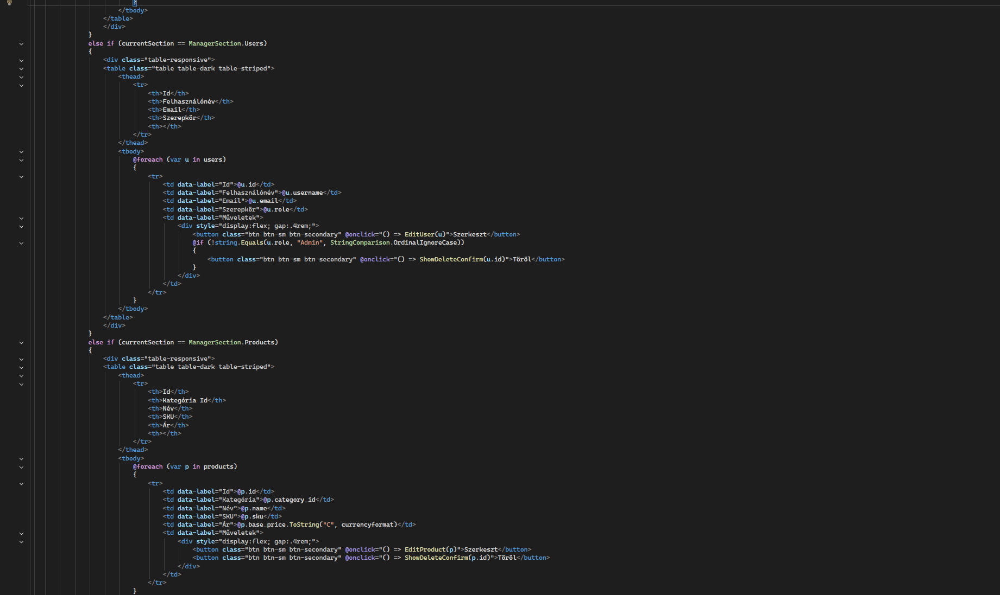 }
</tbody>
</table>
</div>
}
else if (currentSection == ManagerSection.Users)
{
<div class="table-responsive">
<table class="table table-dark table-striped">
<thead>
<tr>
<th>Id</th>
<th>Felhasználónév</th>
<th>Email</th>
<th>Szerepkör</th>
<th></th>
</tr>
</thead>
<tbody>
@foreach (var u in users)
{
<tr>
<td data-label="Id">@u.id</td>
<td data-label="Felhasználónév">@u.username</td>
<td data-label="Email">@u.email</td>
<td data-label="Szerepkör">@u.role</td>
<td data-label="Műveletek">
<div style="display:flex; gap:.4rem;">
<button class="btn btn-sm btn-secondary" @onclick="() => EditUser(u)">Szerkeszt</button>
@if (!string.Equals(u.role, "Admin", StringComparison.OrdinalIgnoreCase))
{
<button class="btn btn-sm btn-secondary" @onclick="() => ShowDeleteConfirm(u.id)">Töröl</button>
}
</div>
</td>
</tr>
}
</tbody>
</table>
</div>
}
else if (currentSection == ManagerSection.Products)
{
<div class="table-responsive">
<table class="table table-dark table-striped">
<thead>
<tr>
<th>Id</th>
<th>Kategória Id</th>
<th>Név</th>
<th>SKU</th>
<th>Ár</th>
<th></th>
</tr>
</thead>
<tbody>
@foreach (var p in products)
{
<tr>
<td data-label="Id">@p.id</td>
<td data-label="Kategória">@p.category_id</td>
<td data-label="Név">@p.name</td>
<td data-label="SKU">@p.sku</td>
<td data-label="Ár">@p.base_price.ToString("C", currencyformat)</td>
<td data-label="Műveletek">
<div style="display:flex; gap:.4rem;">
<button class="btn btn-sm btn-secondary" @onclick="() => EditProduct(p)">Szerkeszt</button>
<button class="btn btn-sm btn-secondary" @onclick="() => ShowDeleteConfirm(p.id)">Töröl</button>
</div>
</td>
</tr>
}